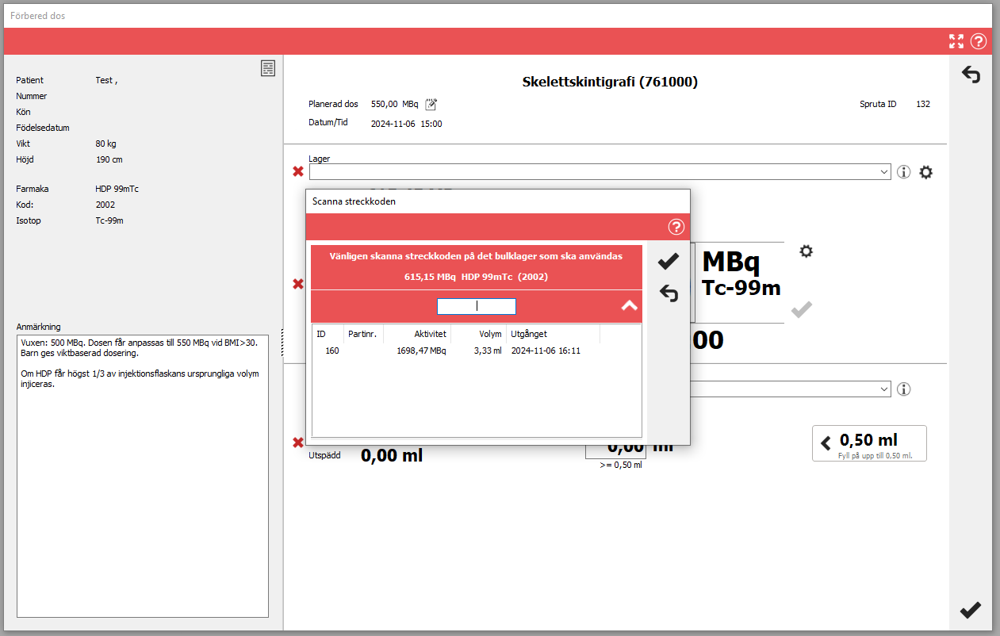 Förbered dos
Skelettskintigrafi (761000)
Patient Test ,
Nummer
Kön
Födelsedatum
Vikt 80 kg
Höjd 190 cm
Farmaka HDP 99mTc
Kod: 2002
Isotop Tc-99m
Anmärkning
Vuxen: 500 MBq. Dosen får anpassas till 550 MBq vid BMI>30.
Barn ges viktbaserad dosering.
Om HDP får högst 1/3 av injektionsflaskans ursprungliga volym
injiceras.
Planerad dos 550,00 MBq
Spruta ID 132
Datum/Tid 2024-11-06 15:00
Lager
Scanna streckkoden
Vänligen skanna streckkoden på det bulklager som ska användas
615,15 MBq HDP 99mTc (2002)
ID Partinr. Aktivitet Volym Utgånget
160 1698,47 MBq 3,33 ml 2024-11-06 16:11
MBq
Tc-99m
00
Utspädd 0,00 ml
0,00 ml
>= 0,50 ml
0,50 ml
Fyll på upp till 0,50 ml.